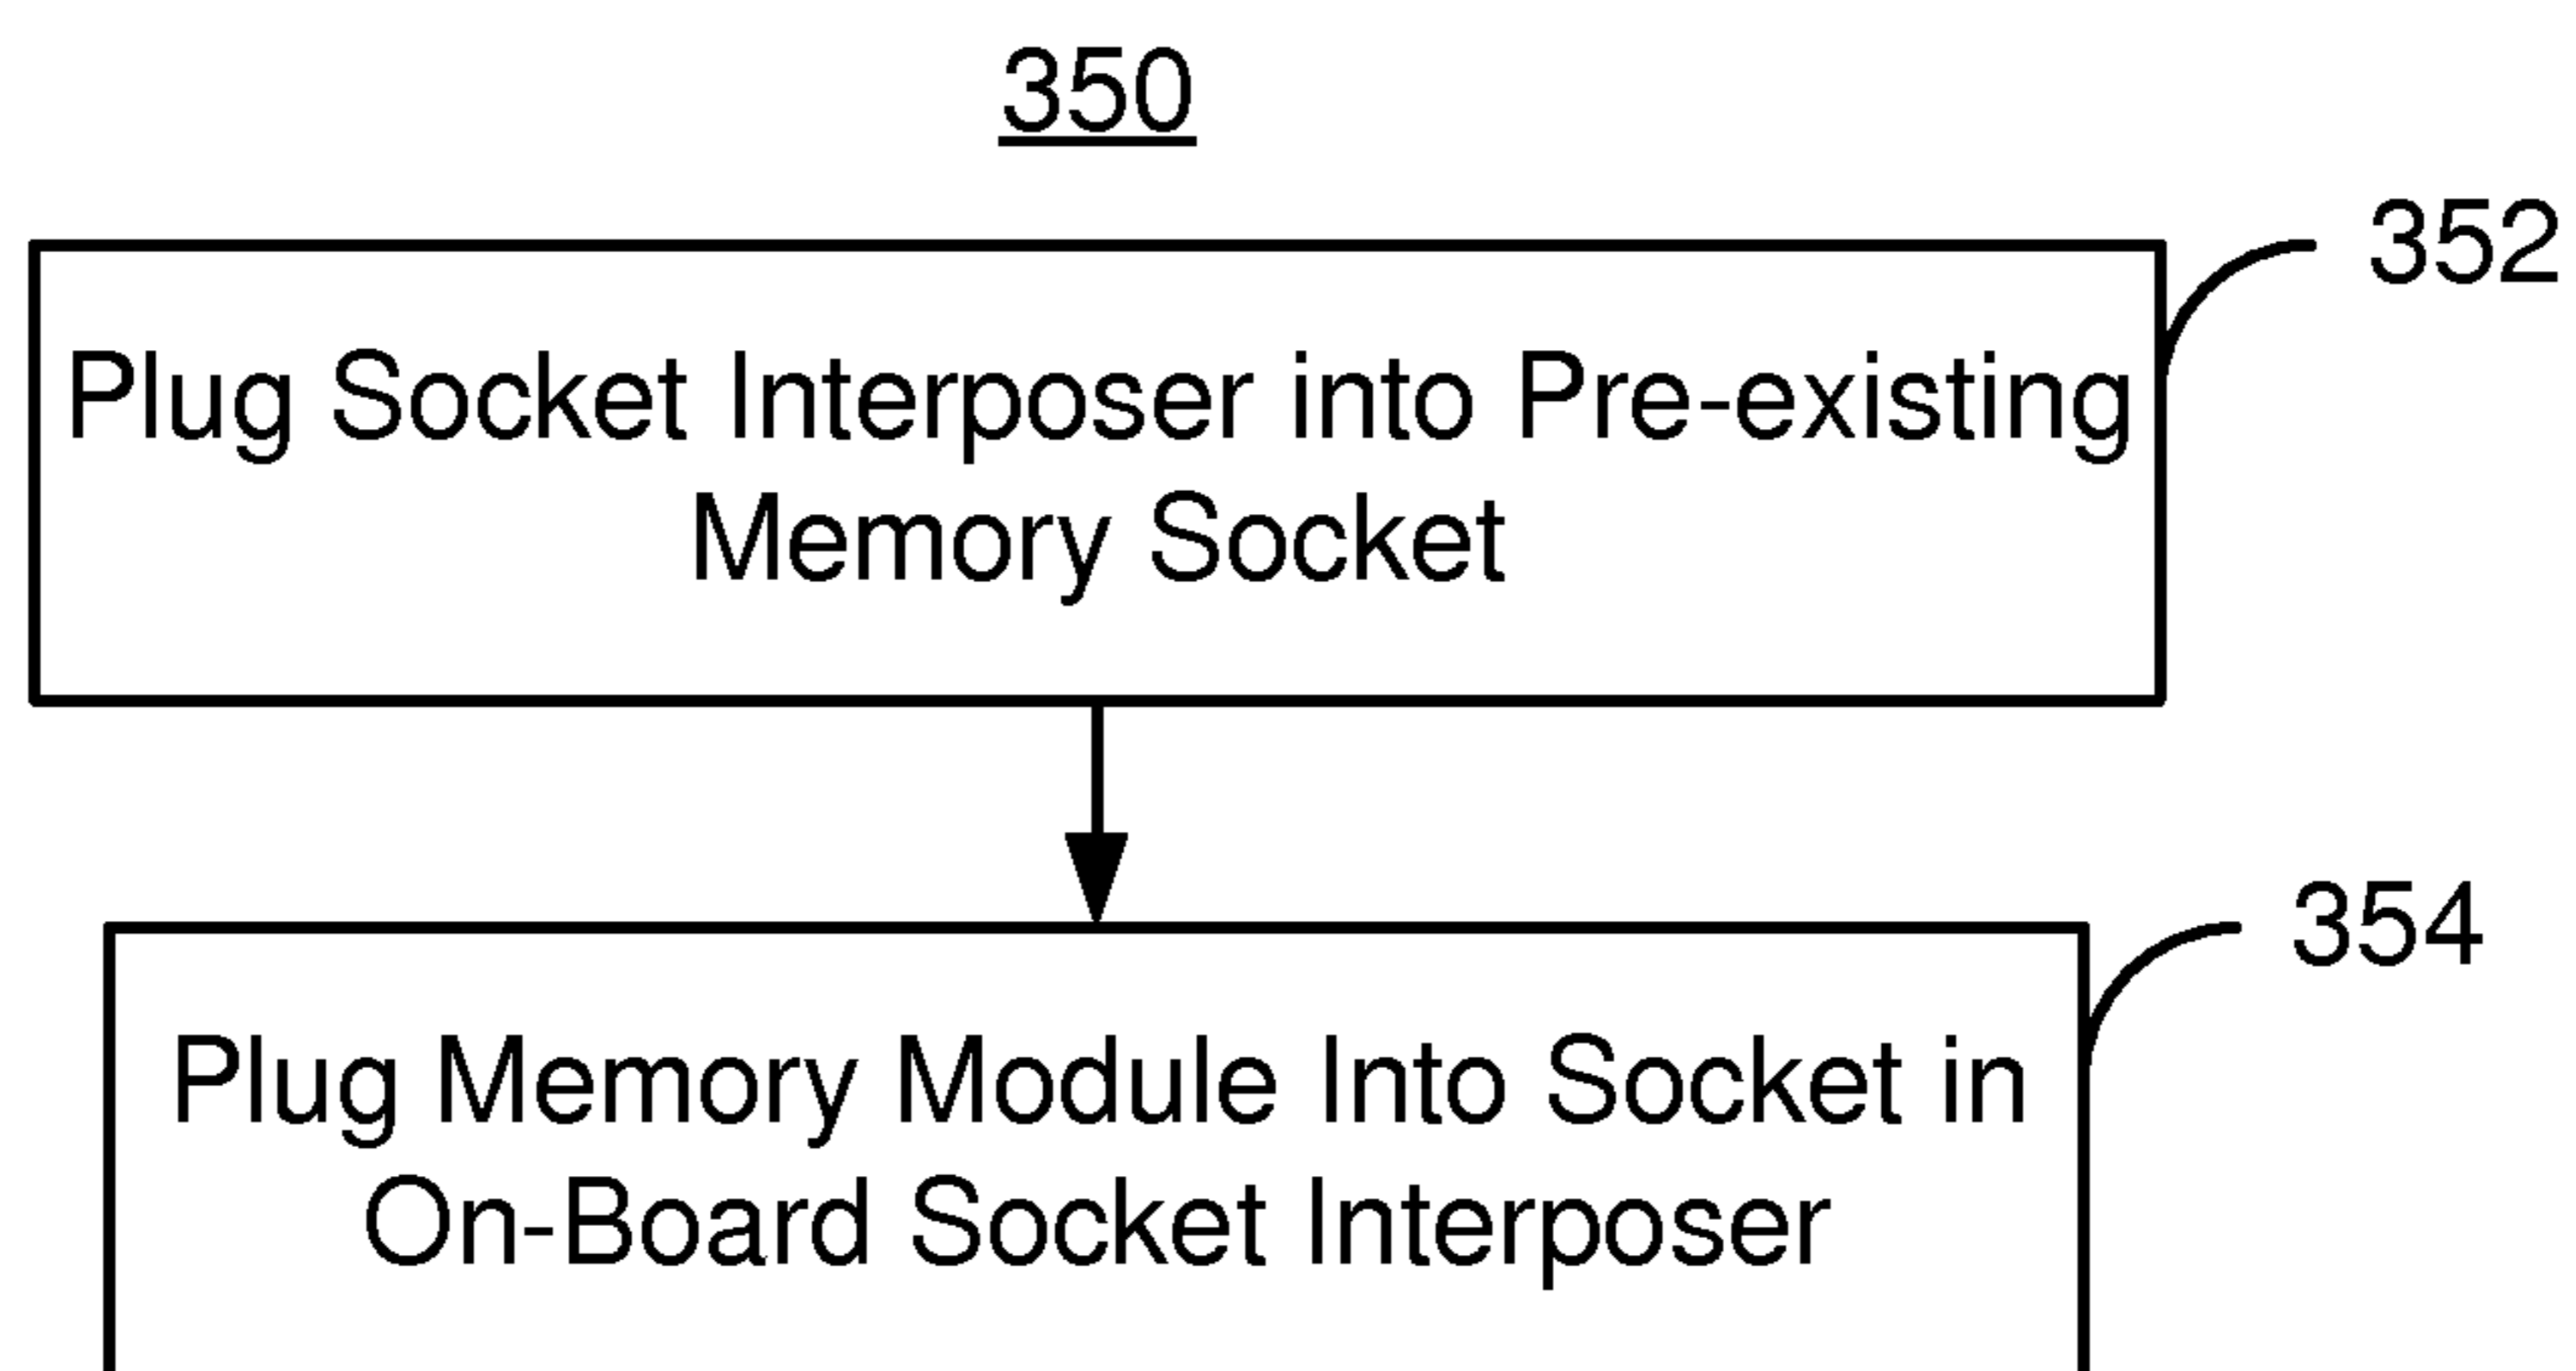 350
352
Plug Socket Interposer into Pre-existing
Memory Socket
354
Plug Memory Module Into Socket in
On-Board Socket Interposer